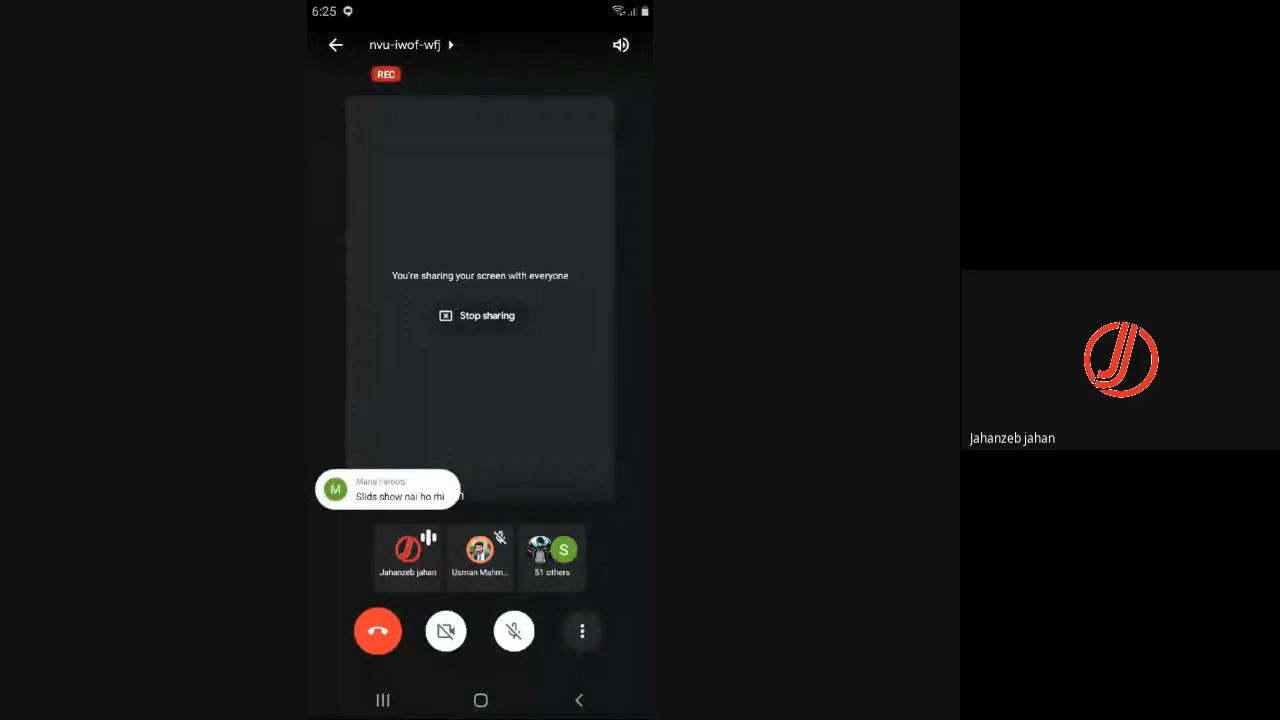 6:25
nvu-iwof-wfj
REC
You're sharing your screen with everyone
Stop sharing
M
Manu Farooq
Slids show nai ho rhi
Jahanzeb jahan
Usman Mahm...
S
51 others
Jahanzeb jahan